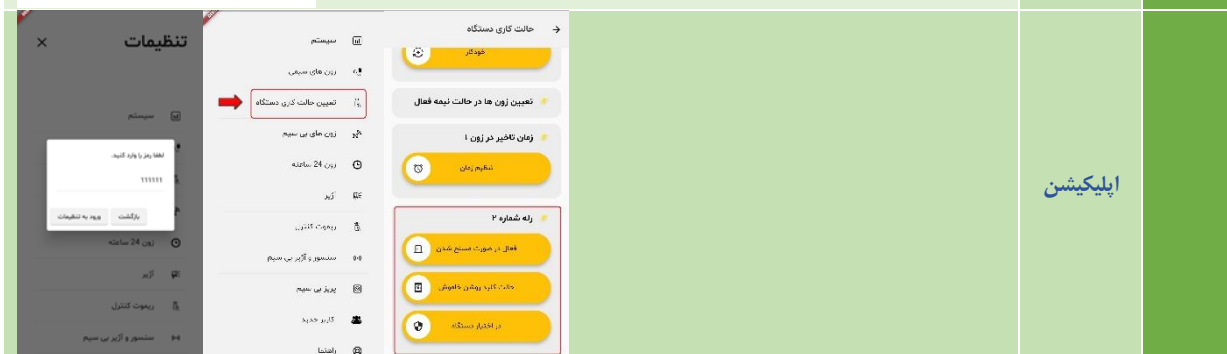 اپلیکیشن
حالت کاری دستگاه
خودکار
تعیین زون ها در حالت نیمه فعال
زمان تاخیر در زون ۱
تنظیم زمان
رله شماره ۲
فعال در صورت مسلح شدن
حالت کلید روشن خاموش
در اختیار دستگاه
سیستم
زون های سیمی
تعیین حالت کاری دستگاه
زون های بی سیم
زون 24 ساعته
آژیر
ریموت کنترل
سنسور و آژیر بی سیم
پریز بی سیم
کاربر جدید
راهنما
تنظیمات
سیستم
لطفا رمز را وارد کنید.
111111
بازگشت
ورود به تنظیمات
زون 24 ساعته
آژیر
ریموت کنترل
سنسور و آژیر بی سیم